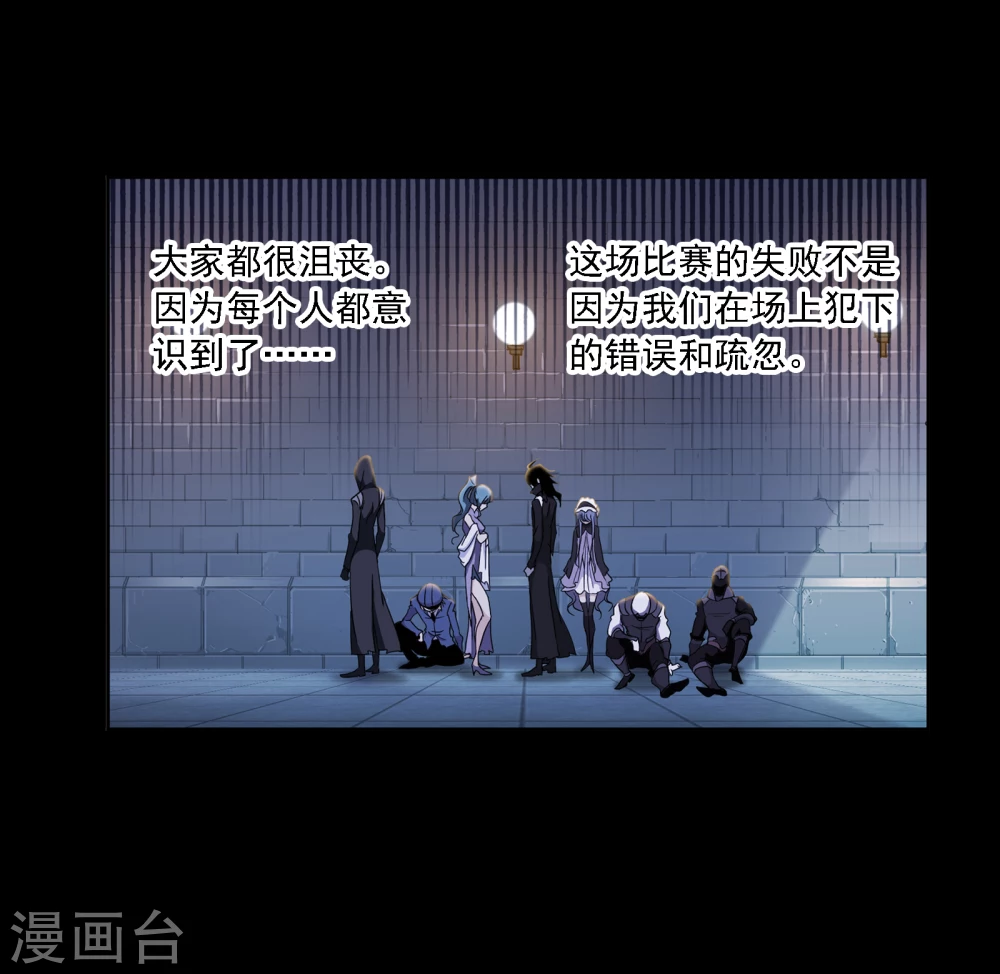 大家都很沮丧。
因为每个人都意
识到了……
这场比赛的失败不是
因为我们在场上犯下
的错误和疏忽。
漫画台